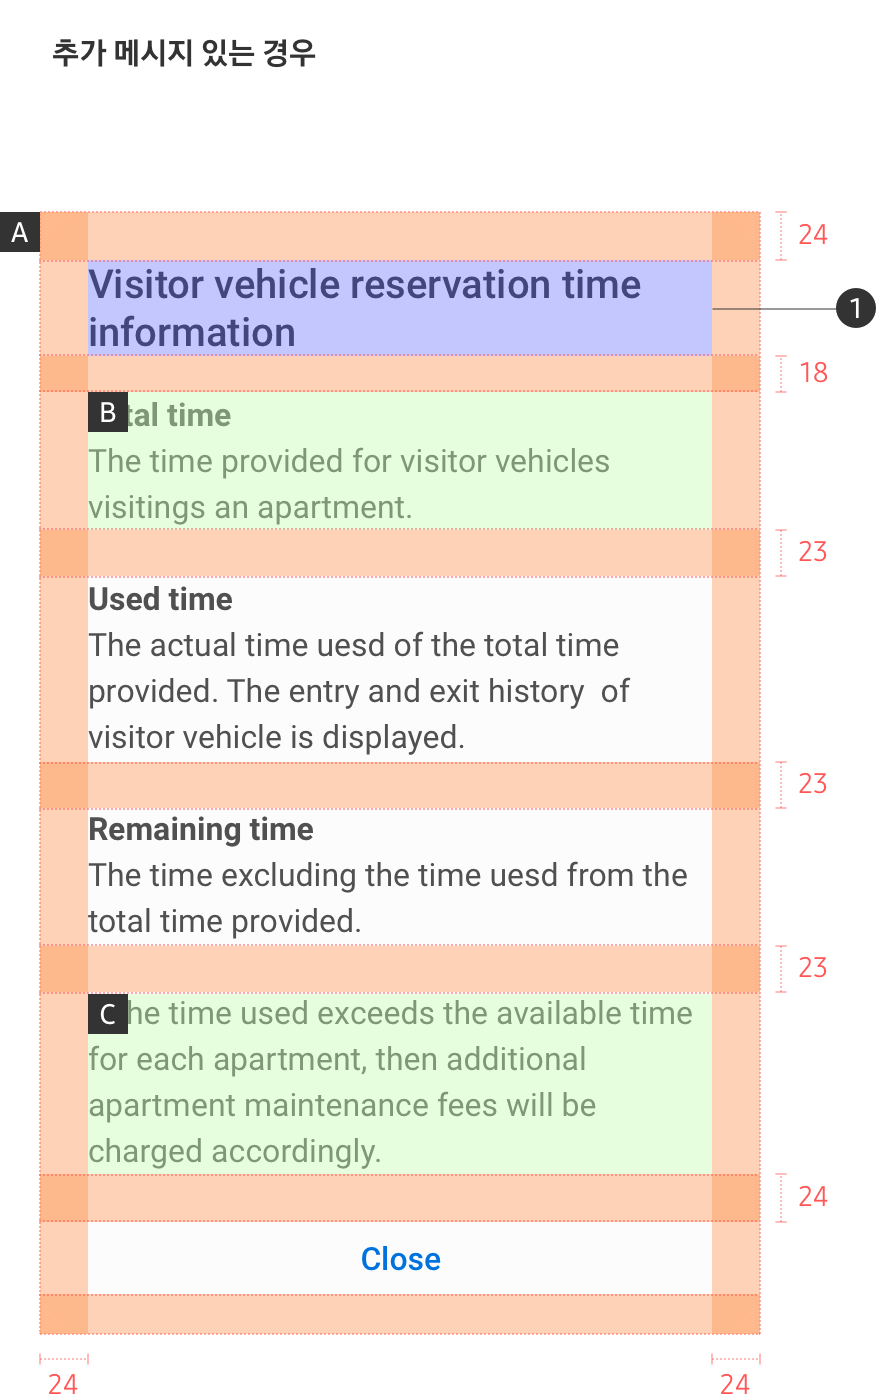 추가 메시지 있는 경우
A
24
Visitor vehicle reservation time
information
1
18
B tal time
The time provided for visitor vehicles
visitings an apartment.
23
Used time
The actual time uesd of the total time
provided. The entry and exit history  of
visitor vehicle is displayed.
23
Remaining time
The time excluding the time uesd from the
total time provided.
23
C he time used exceeds the available time
for each apartment, then additional
apartment maintenance fees will be
charged accordingly.
24
Close
24 24